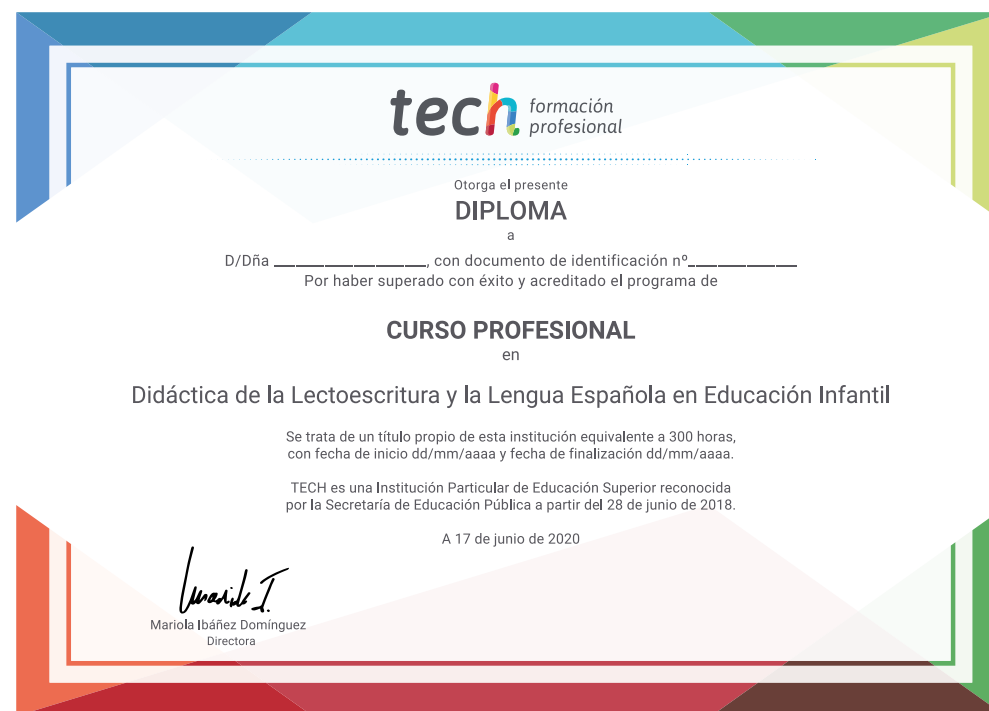 tech formación
profesional
Otorga el presente
DIPLOMA
a
D/Dña ____________________, con documento de identificación nº______________
Por haber superado con éxito y acreditado el programa de
CURSO PROFESIONAL
en
Didáctica de la Lectoescritura y la Lengua Española en Educación Infantil
Se trata de un título propio de esta institución equivalente a 300 horas,
con fecha de inicio dd/mm/aaaa y fecha de finalización dd/mm/aaaa.
TECH es una Institución Particular de Educación Superior reconocida
por la Secretaría de Educación Pública a partir del 28 de junio de 2018.
A 17 de junio de 2020
Mariola I.
Mariola Ibáñez Domínguez
Directora